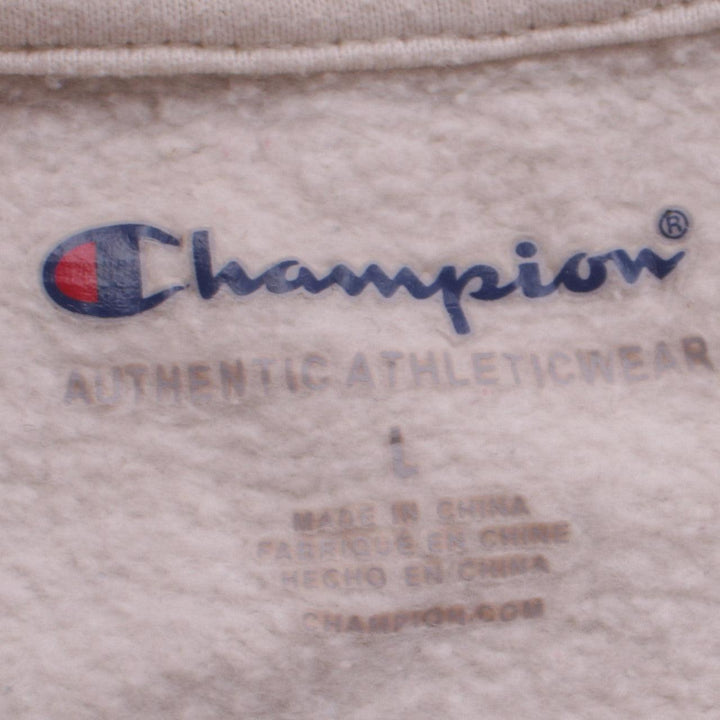 Champion®
AUTHENTIC ATHLETICWEAR
L
MADE IN CHINA
FABRIQUÉ EN CHINE
HECHO EN CHINA
CHAMPION.COM